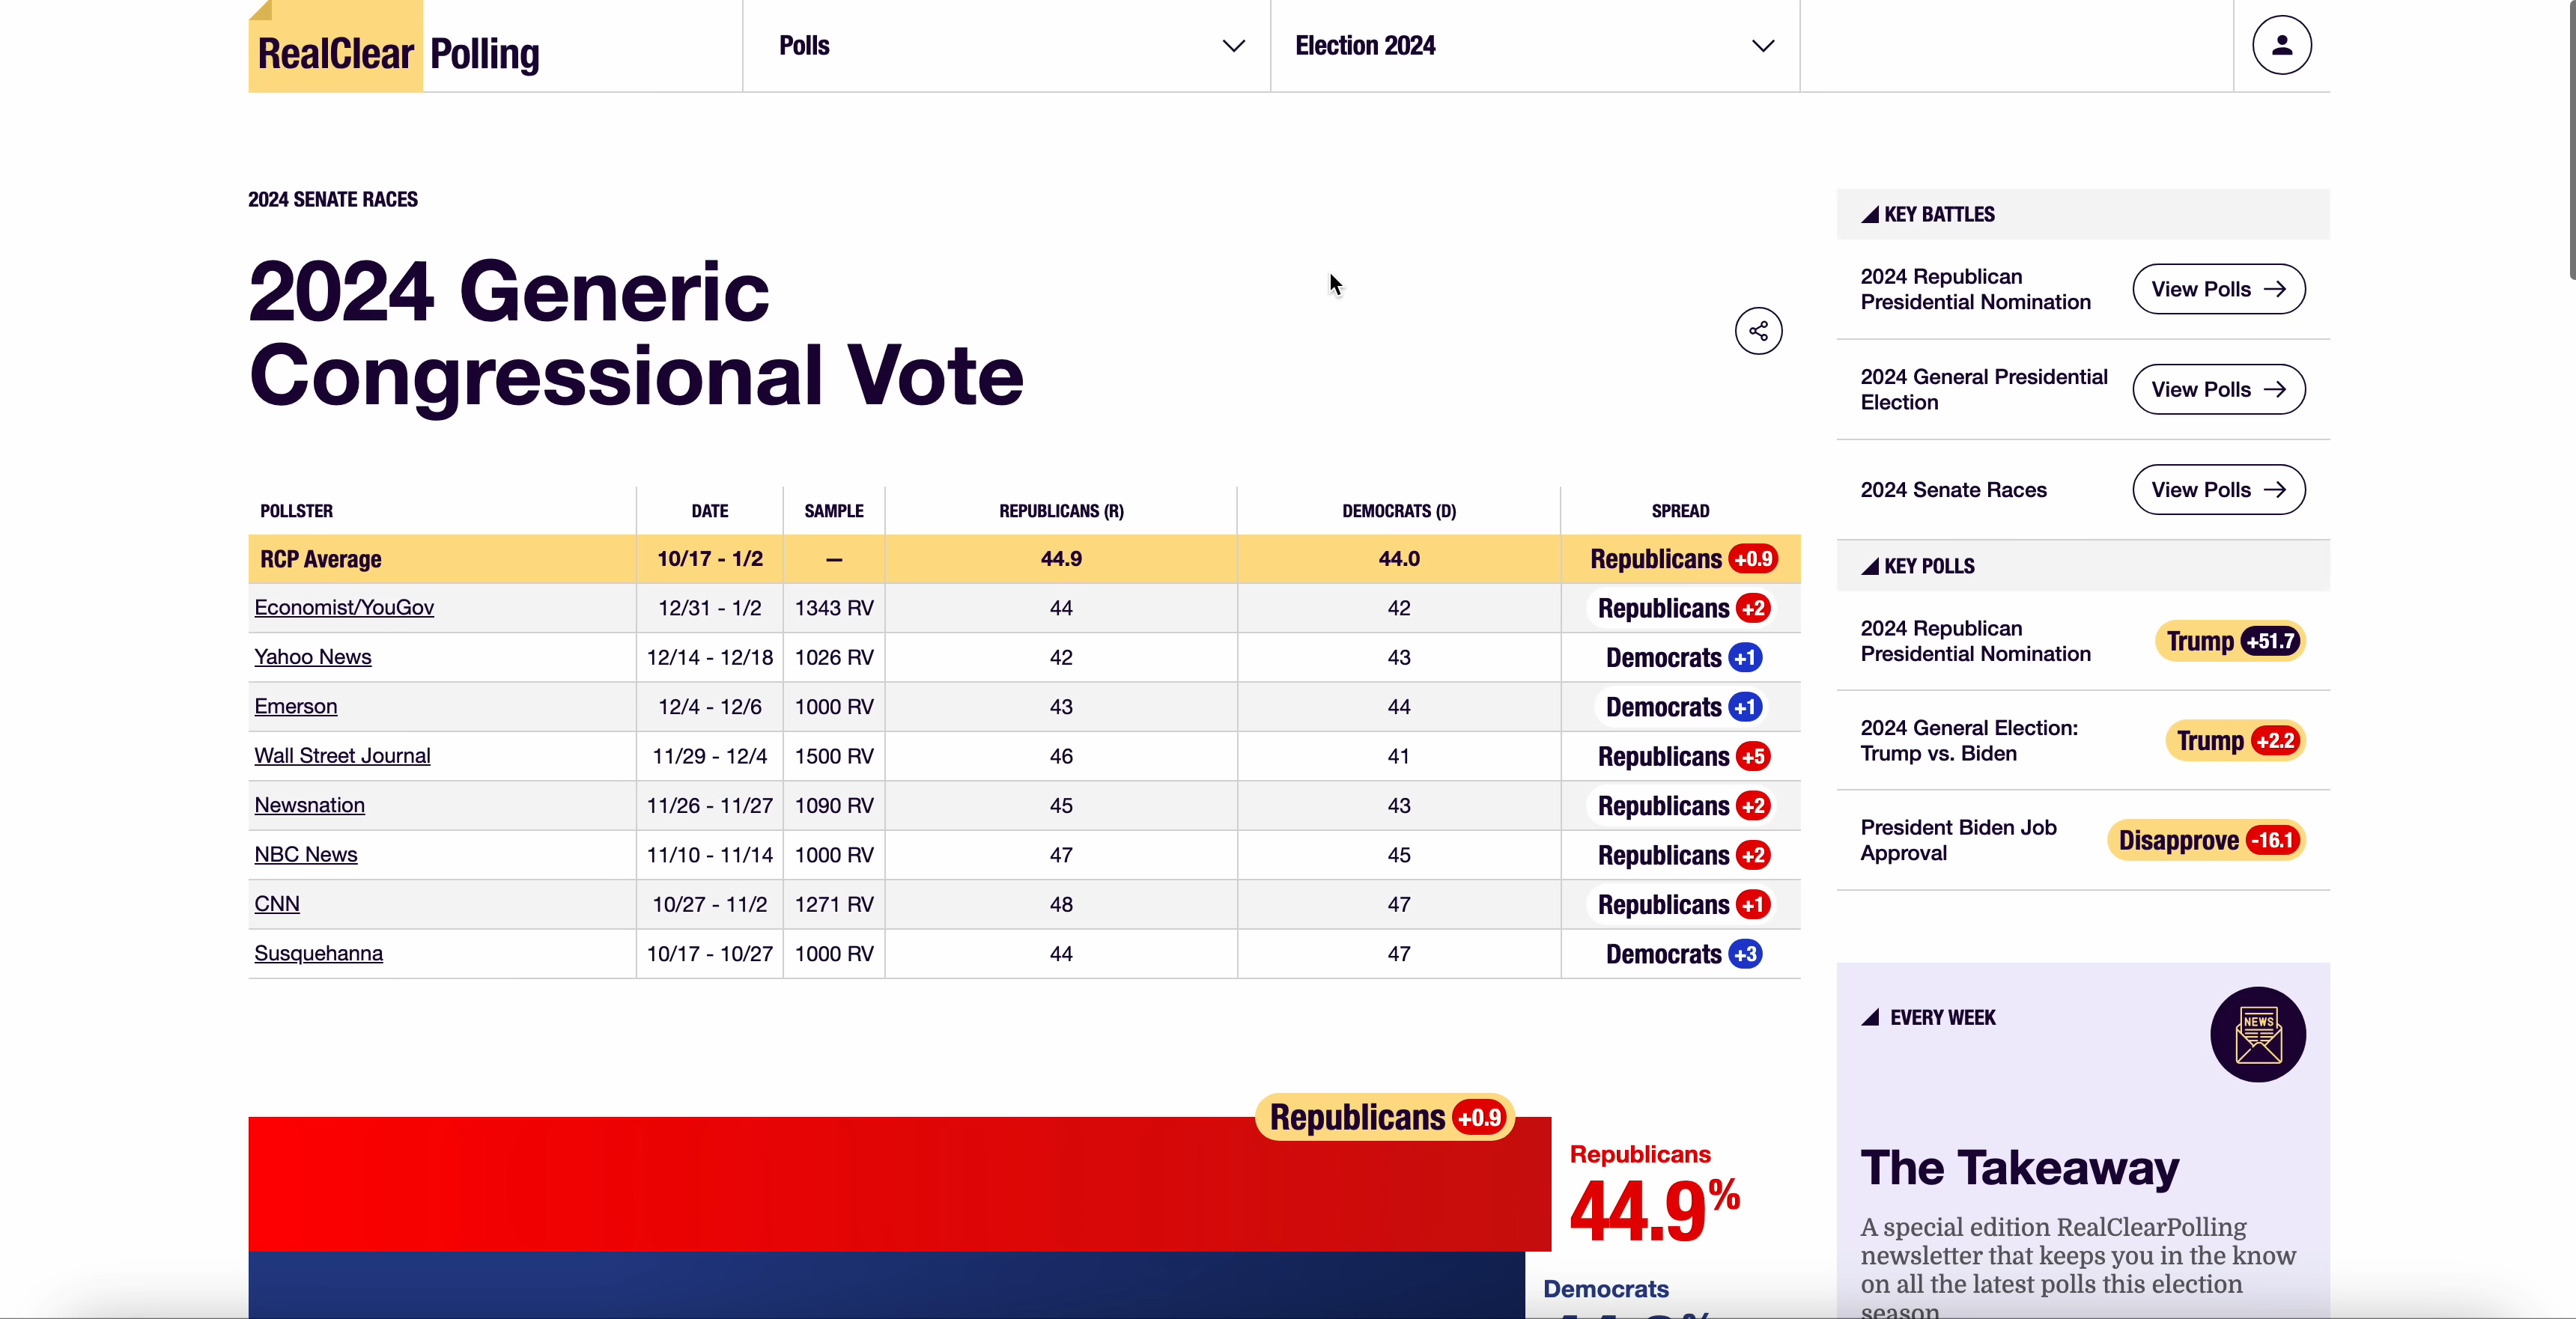 RealClear Polling
Polls
Election 2024
2024 SENATE RACES
2024 Generic
Congressional Vote
POLLSTER DATE SAMPLE REPUBLICANS (R) DEMOCRATS (D) SPREAD
RCP Average 10/17 - 1/2 — 44.9 44.0 Republicans +0.9
Economist/YouGov 12/31 - 1/2 1343 RV 44 42 Republicans +2
Yahoo News 12/14 - 12/18 1026 RV 42 43 Democrats +1
Emerson 12/4 - 12/6 1000 RV 43 44 Democrats +1
Wall Street Journal 11/29 - 12/4 1500 RV 46 41 Republicans +5
Newsnation 11/26 - 11/27 1090 RV 45 43 Republicans +2
NBC News 11/10 - 11/14 1000 RV 47 45 Republicans +2
CNN 10/27 - 11/2 1271 RV 48 47 Republicans +1
Susquehanna 10/17 - 10/27 1000 RV 44 47 Democrats +3
Republicans +0.9
Republicans
44.9%
Democrats
KEY BATTLES
2024 Republican
Presidential Nomination
View Polls →
2024 General Presidential
Election
View Polls →
2024 Senate Races
View Polls →
KEY POLLS
2024 Republican
Presidential Nomination
Trump +51.7
2024 General Election:
Trump vs. Biden
Trump +2.2
President Biden Job
Approval
Disapprove -16.1
EVERY WEEK
NEWS
The Takeaway
A special edition RealClearPolling
newsletter that keeps you in the know
on all the latest polls this election
season